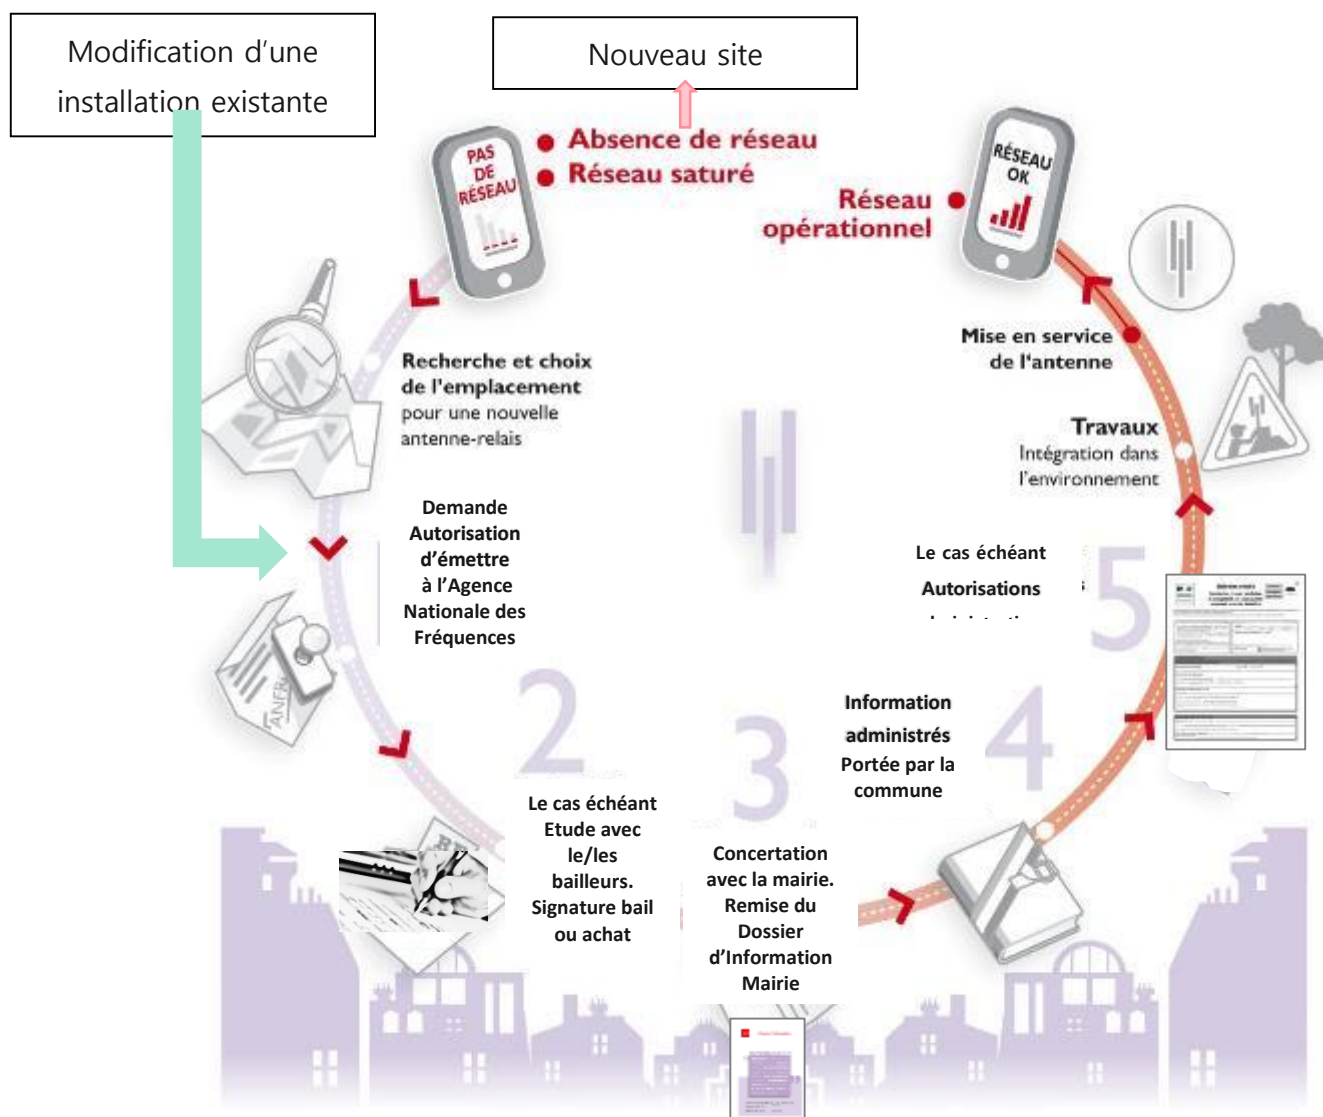 Modification d’une
installation existante
Nouveau site
PAS
DE
RÉSEAU
Absence de réseau
Réseau saturé
RÉSEAU
OK
Réseau
opérationnel
Recherche et choix
de l'emplacement
pour une nouvelle
antenne-relais
Mise en service
de l'antenne
Travaux
Intégration dans
l'environnement
Demande
Autorisation
d’émettre
à l’Agence
Nationale des
Fréquences
ANFR
2
Le cas échéant
Etude avec
le/les
bailleurs.
Signature bail
ou achat
3
Concertation
avec la mairie.
Remise du
Dossier
d’Information
Mairie
4
Information
administrés
Portée par la
commune
5
Le cas échéant
Autorisations